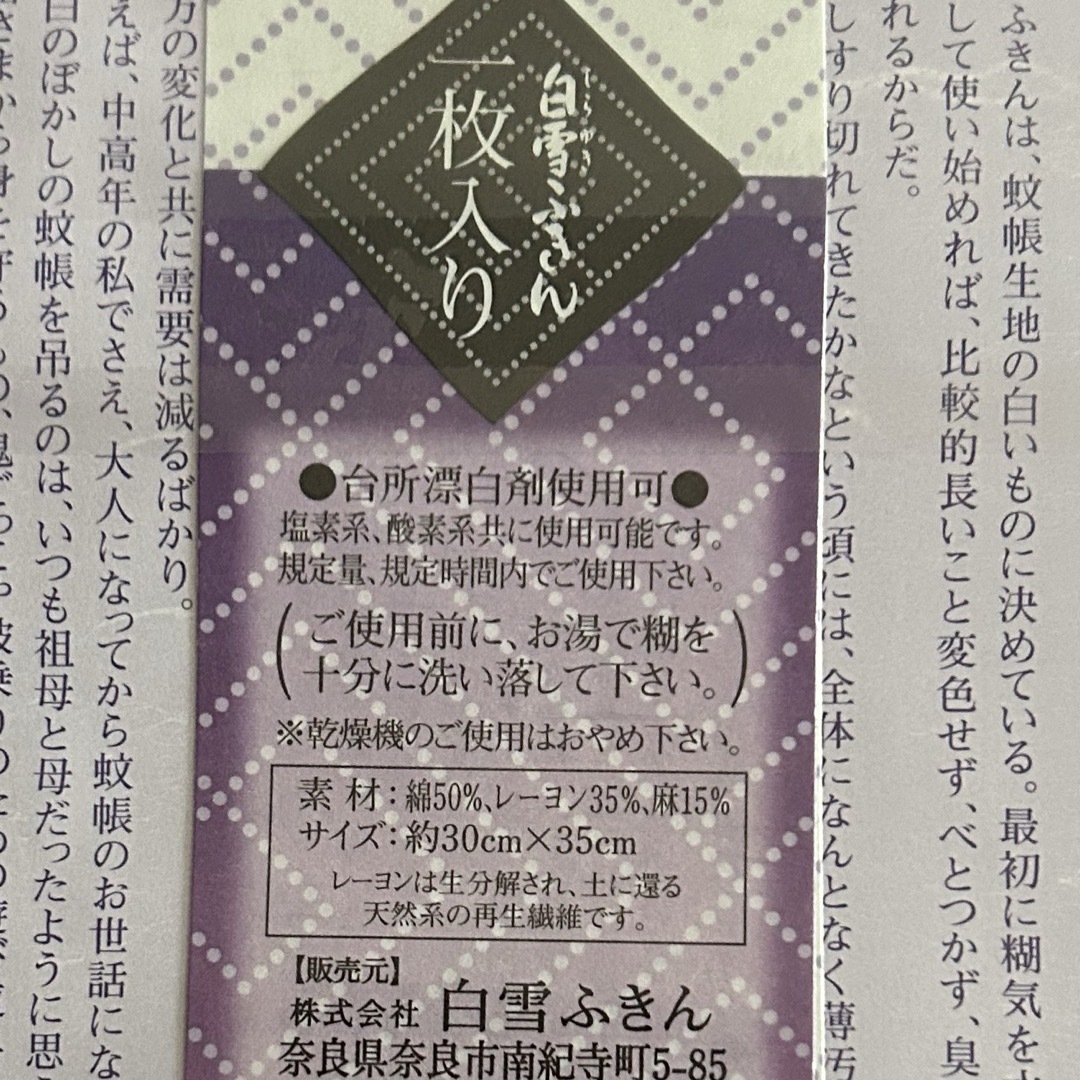 ふきんは、蚊帳生地の白いものに決めている。最初に糊気を
して使い始めれば、比較的長いこと変色せず、べとつかず、臭
れるからだ。
しすり切れてきたかなという頃には、全体になんとなく薄汚
白雪ふきん
しらゆき
一枚入り
●台所漂白剤使用可●
塩素系、酸素系共に使用可能です。
規定量、規定時間内でご使用下さい。
(ご使用前に、お湯で糊を
十分に洗い落して下さい。)
※乾燥機のご使用はおやめ下さい。
素 材：綿50%、レーヨン35%、麻15%
サイズ：約30cm×35cm
レーヨンは生分解され、土に還る
天然系の再生繊維です。
【販売元】
株式会社 白雪ふきん
奈良県奈良市南紀寺町5-85
万の変化と共に需要は減るばかり。
えば、中高年の私でさえ、大人になってから蚊帳のお世話にな
白のぼかしの蚊帳を吊るのは、いつも祖母と母だったように思